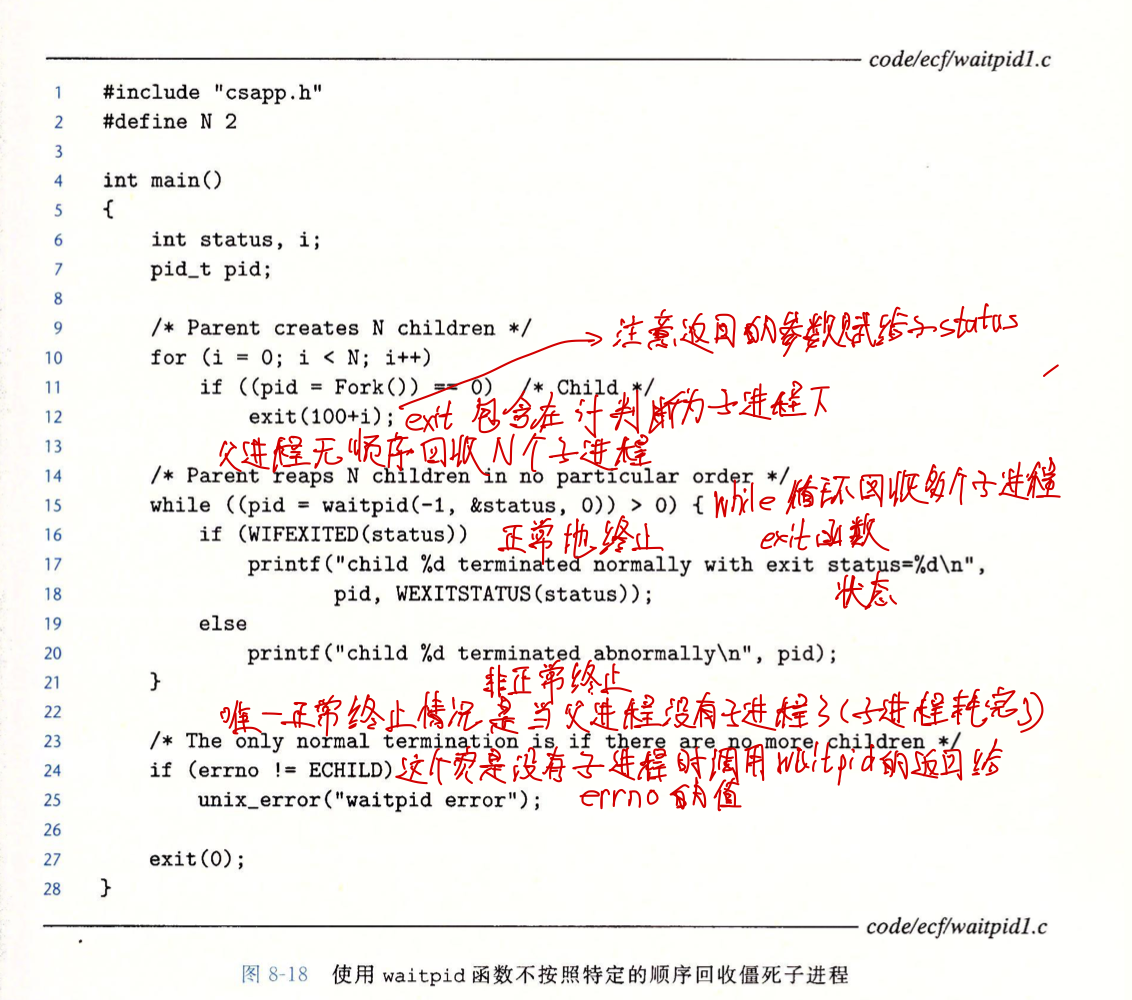 code/ecf/waitpid1.c
1 #include "csapp.h"
2 #define N 2
3
4 int main()
5 {
6 int status, i;
7 pid_t pid;
8
9 /* Parent creates N children */
注意返回的参数赋给了status
10 for (i = 0; i < N; i++)
11 if ((pid = Fork()) == 0) /* Child */
12 exit(100+i);
exit 包含在 if 判断为子进程下
13
父进程无顺序回收N个子进程
14 /* Parent reaps N children in no particular order */
15 while ((pid = waitpid(-1, &status, 0)) > 0) {
while 循环回收每个子进程
16 if (WIFEXITED(status))
正常地终止
exit函数
17 printf("child %d terminated normally with exit status=%d\n",
18 pid, WEXITSTATUS(status));
状态
19 else
20 printf("child %d terminated abnormally\n", pid);
21 }
非正常终止
22
唯一正常终止情况是当父进程没有子进程了(子进程耗完了)
23 /* The only normal termination is if there are no more children */
24 if (errno != ECHILD)
这个宏是没有子进程时调用waitpid的返回给
25 unix_error("waitpid error");
errno的值
26
27 exit(0);
28 }
code/ecf/waitpid1.c
图 8-18 使用 waitpid 函数不按照特定的顺序回收僵死子进程